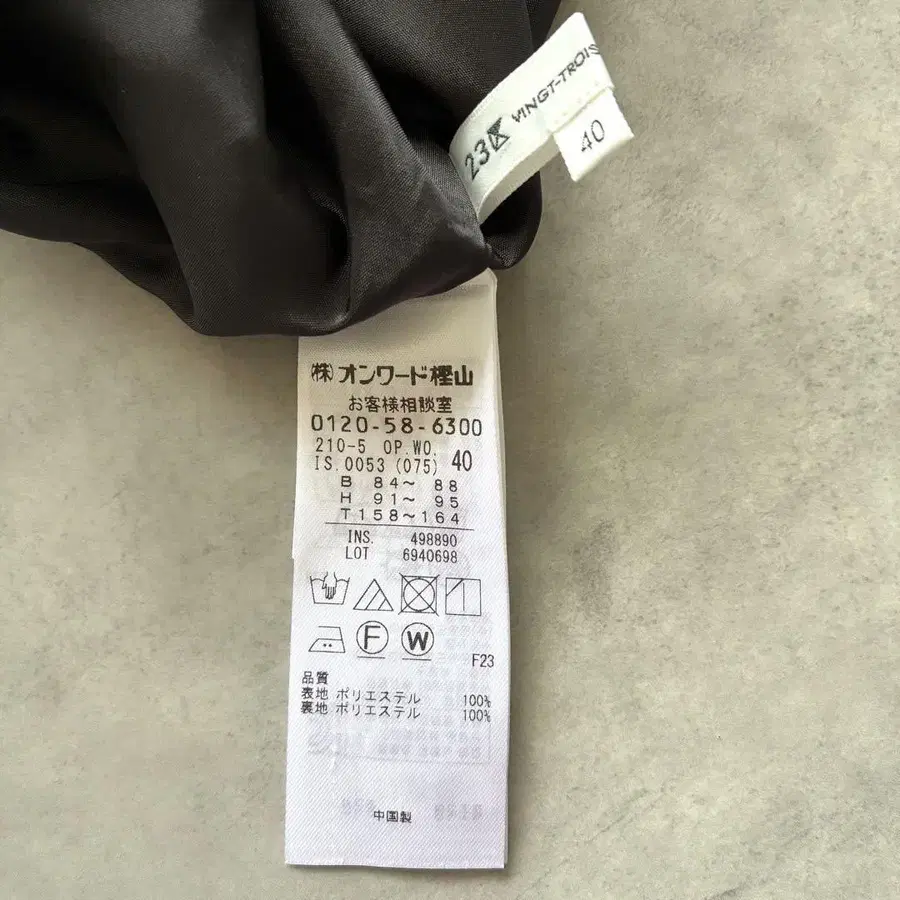 23区 VINGT-TROIS
40
(株)オンワード樫山
お客様相談室
0120-58-6300
210-5 OP.WO.
IS.0053 (075) 40
B 84～ 88
H 91～ 95
T158～164
INS. 498890
LOT 6940698
F W
F23
品質
表地 ポリエステル 100%
裏地 ポリエステル 100%
中国製